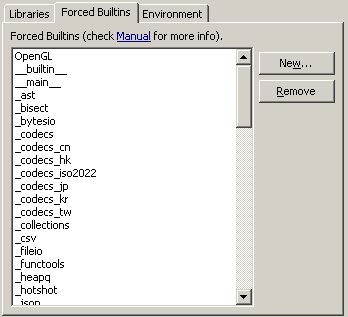 Libraries Forced Builtins Environment
Forced Builtins (check Manual for more info).
OpenGL
__builtin__
__main__
_ast
_bisect
_bytesio
_codecs
_codecs_cn
_codecs_hk
_codecs_iso2022
_codecs_jp
_codecs_kr
_codecs_tw
_collections
_csv
_fileio
_functools
_heapq
_hotshot
_json
New...
Remove